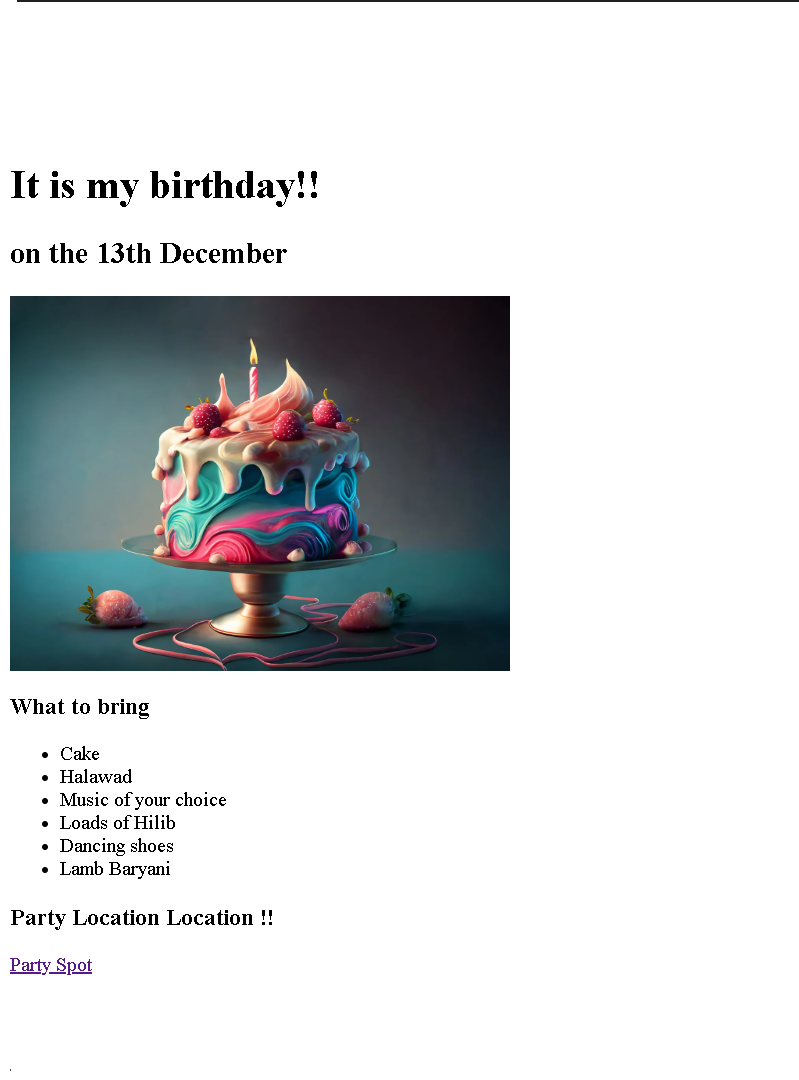 It is my birthday!!
on the 13th December
What to bring
Cake
Halawad
Music of your choice
Loads of Hilib
Dancing shoes
Lamb Baryani
Party Location Location !!
Party Spot